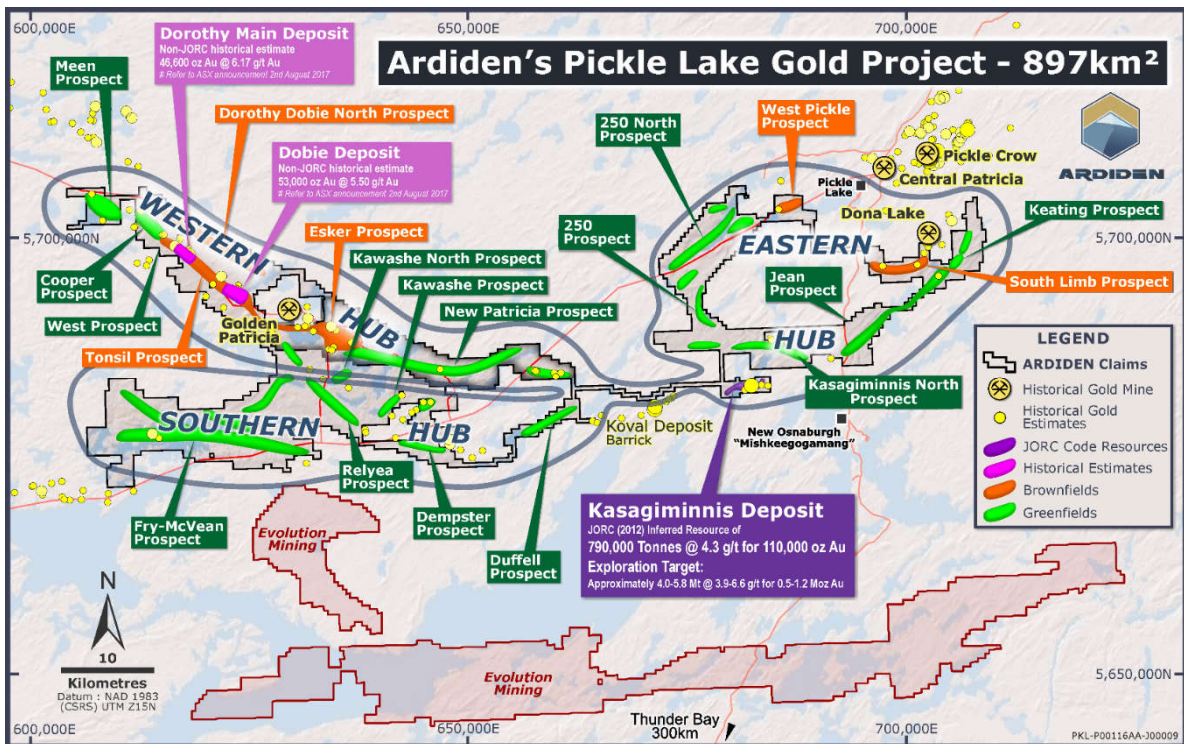 600,000E
650,000E
700,000E
Ardiden's Pickle Lake Gold Project - 897km²
ARDIDEN
Meen
Prospect
Dorothy Main Deposit
Non-JORC historical estimate
46,600 oz Au @ 6.17 g/t Au
# Refer to ASX announcement 2nd August 2017
Dorothy Dobie North Prospect
Dobie Deposit
Non-JORC historical estimate
53,000 oz Au @ 5.50 g/t Au
# Refer to ASX announcement 2nd August 2017
250 North
Prospect
West Pickle
Prospect
Pickle Crow
Central Patricia
Pickle
Lake
Dona Lake
Keating Prospect
5,700,000N
5,700,000N
WESTERN
HUB
Esker Prospect
Kawashe North Prospect
Kawashe Prospect
New Patricia Prospect
250
Prospect
EASTERN
HUB
Jean
Prospect
South Limb Prospect
Cooper
Prospect
West Prospect
Tonsil Prospect
Golden
Patricia
Kasagiminnis North
Prospect
LEGEND
ARDIDEN Claims
Historical Gold Mine
Historical Gold
Estimates
JORC Code Resources
Historical Estimates
Brownfields
Greenfields
SOUTHERN
HUB
Koval Deposit
Barrick
New Osnaburgh
"Mishkeegogamang"
Relyea
Prospect
Fry-McVean
Prospect
Dempster
Prospect
Duffell
Prospect
Kasagiminnis Deposit
JORC (2012) Inferred Resource of
790,000 Tonnes @ 4.3 g/t for 110,000 oz Au
Exploration Target:
Approximately 4.0-5.8 Mt @ 3.9-6.6 g/t for 0.5-1.2 Moz Au
Evolution
Mining
Evolution
Mining
N
10
Kilometres
Datum : NAD 1983
(CSRS) UTM Z15N
5,650,000N
600,000E
650,000E
Thunder Bay
300km
700,000E
PKL-P00116AA-J00009